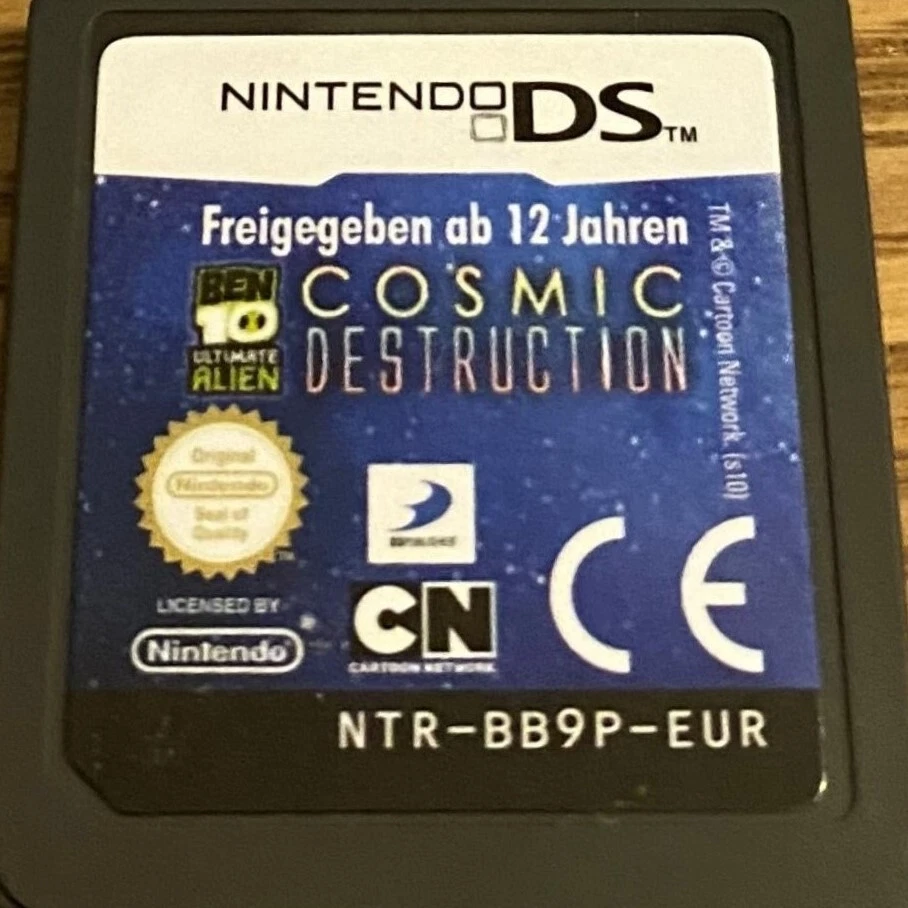 NINTENDO DS™
Freigegeben ab 12 Jahren
BEN
10
ULTIMATE
ALIEN
COSMIC
DESTRUCTION
TM & © Cartoon Network. (s10)
Original
Nintendo
Seal of
Quality
TM
LICENSED BY
Nintendo
CN
CARTOON NETWORK
CE
NTR-BB9P-EUR